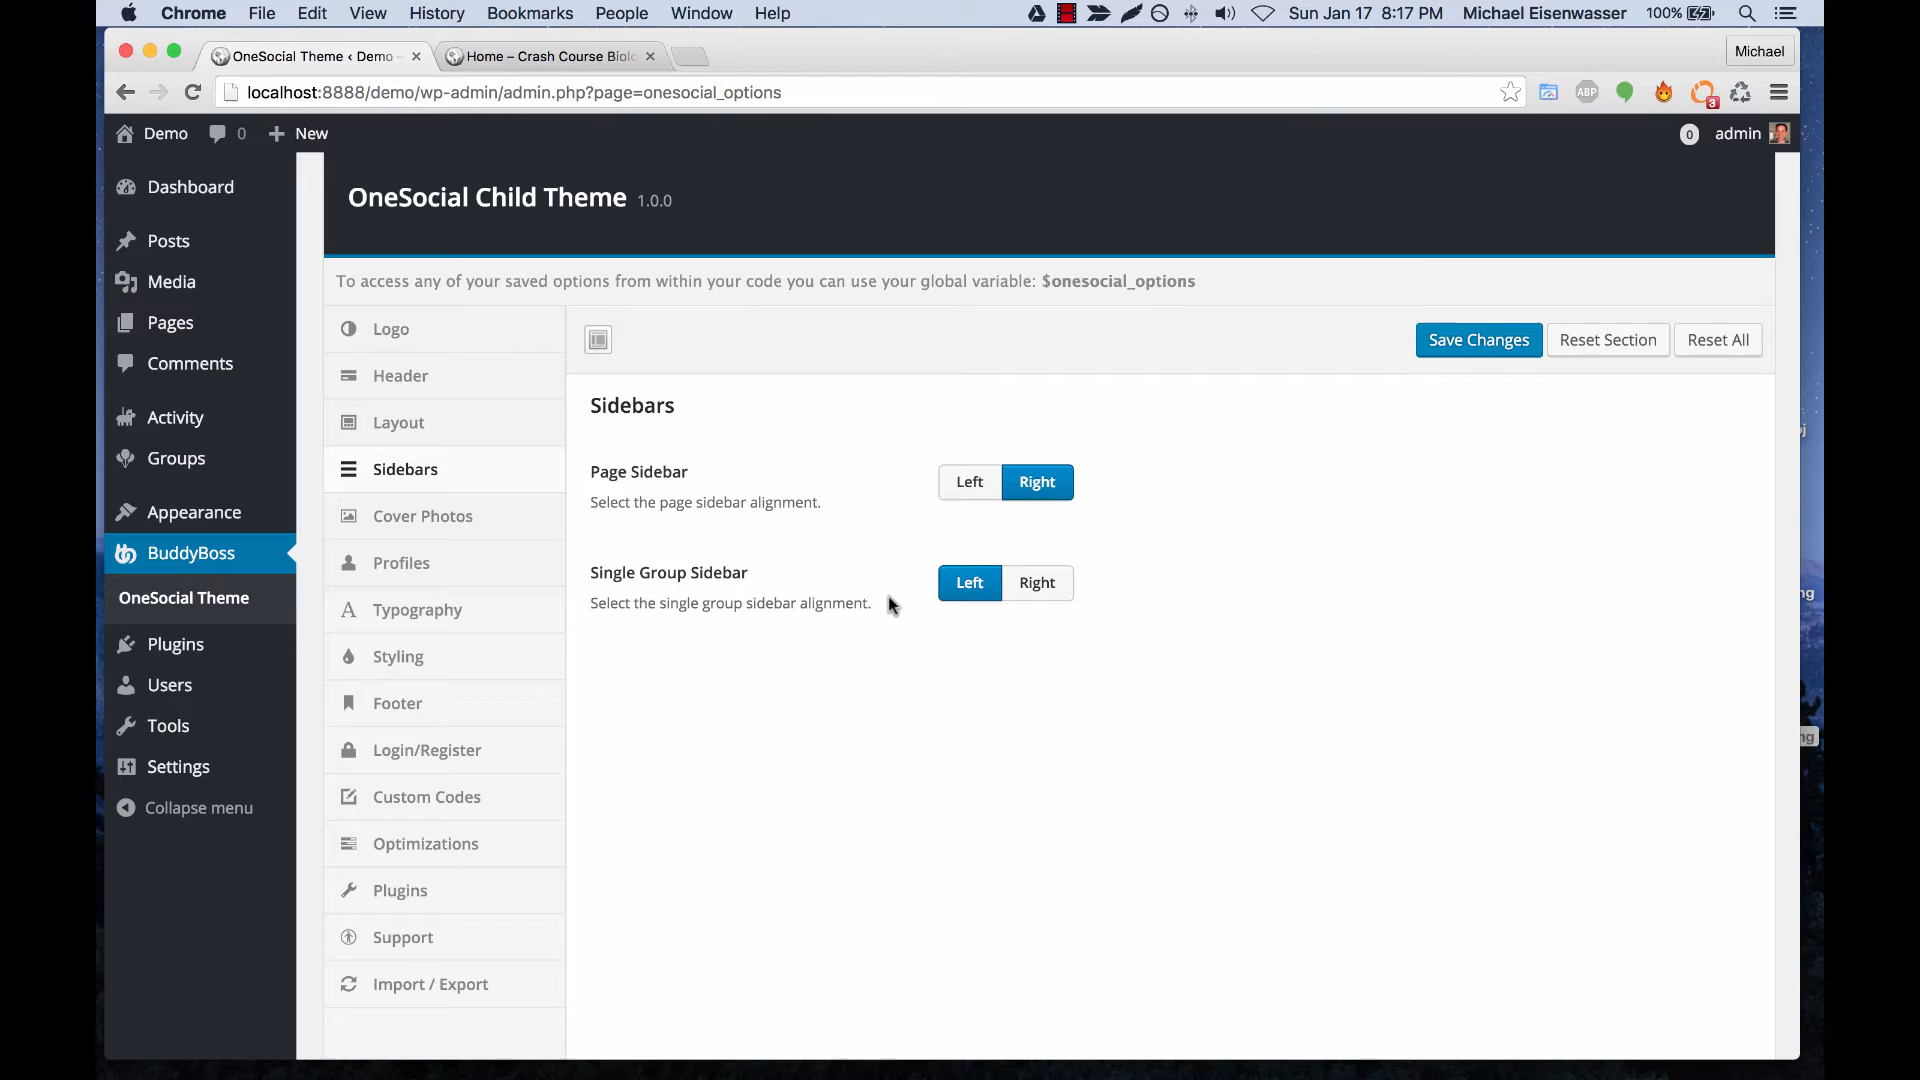 Chrome File Edit View History Bookmarks People Window Help Sun Jan 17 8:17 PM Michael Eisenwasser 100%
OneSocial Theme ‹ Demo Home – Crash Course Biolo Michael
localhost:8888/demo/wp-admin/admin.php?page=onesocial_options ABP 3
Demo 0 New 0 admin
Dashboard
Posts
Media
Pages
Comments
Activity
Groups
Appearance
BuddyBoss
OneSocial Theme
Plugins
Users
Tools
Settings
Collapse menu
OneSocial Child Theme 1.0.0
To access any of your saved options from within your code you can use your global variable: $onesocial_options
Logo
Header
Layout
Sidebars
Cover Photos
Profiles
Typography
Styling
Footer
Login/Register
Custom Codes
Optimizations
Plugins
Support
Import / Export
Save Changes Reset Section Reset All
Sidebars
Page Sidebar
Select the page sidebar alignment.
Left Right
Single Group Sidebar
Select the single group sidebar alignment.
Left Right